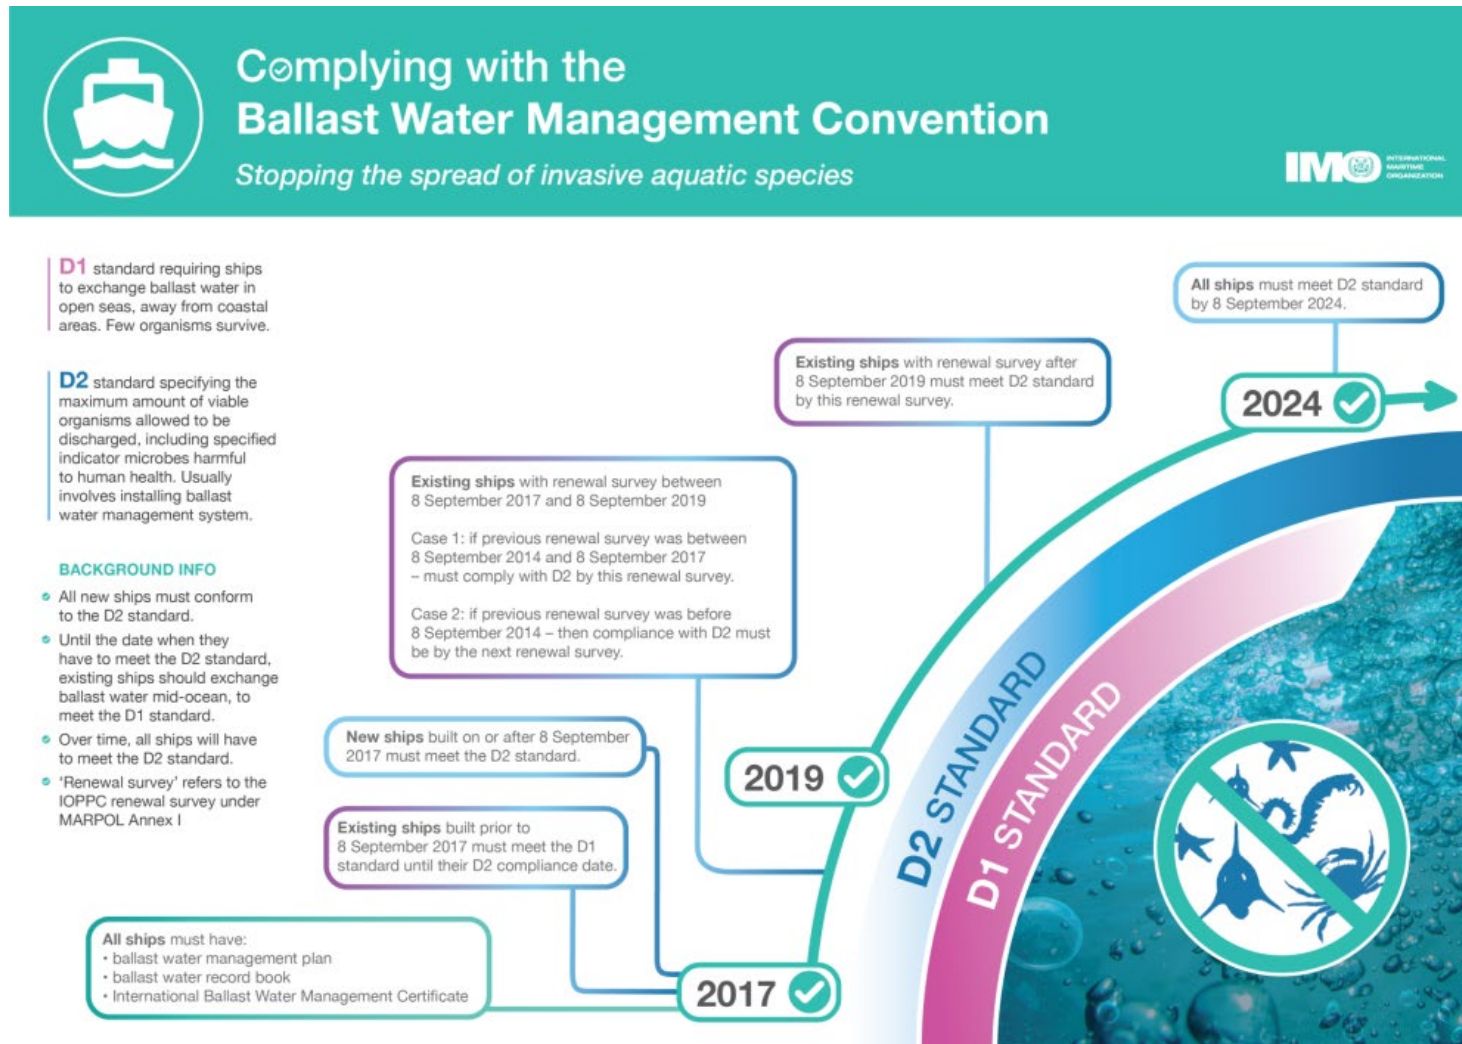 Complying with the
Ballast Water Management Convention
Stopping the spread of invasive aquatic species
IMO
INTERNATIONAL
MARITIME
ORGANIZATION
D1 standard requiring ships
to exchange ballast water in
open seas, away from coastal
areas. Few organisms survive.
D2 standard specifying the
maximum amount of viable
organisms allowed to be
discharged, including specified
indicator microbes harmful
to human health. Usually
involves installing ballast
water management system.
BACKGROUND INFO
All new ships must conform
to the D2 standard.
Until the date when they
have to meet the D2 standard,
existing ships should exchange
ballast water mid-ocean, to
meet the D1 standard.
Over time, all ships will have
to meet the D2 standard.
‘Renewal survey’ refers to the
IOPPC renewal survey under
MARPOL Annex I
All ships must meet D2 standard
by 8 September 2024.
2024
Existing ships with renewal survey after
8 September 2019 must meet D2 standard
by this renewal survey.
Existing ships with renewal survey between
8 September 2017 and 8 September 2019
Case 1: if previous renewal survey was between
8 September 2014 and 8 September 2017
– must comply with D2 by this renewal survey.
Case 2: if previous renewal survey was before
8 September 2014 – then compliance with D2 must
be by the next renewal survey.
2019
New ships built on or after 8 September
2017 must meet the D2 standard.
Existing ships built prior to
8 September 2017 must meet the D1
standard until their D2 compliance date.
All ships must have:
• ballast water management plan
• ballast water record book
• International Ballast Water Management Certificate
2017
D2 STANDARD
D1 STANDARD